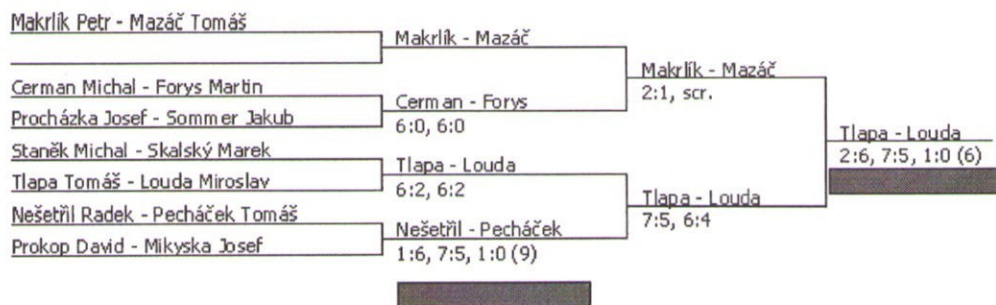 Makrlík Petr - Mazáč Tomáš
Cerman Michal - Forys Martin
Procházka Josef - Sommer Jakub
Staněk Michal - Skalský Marek
Tlapa Tomáš - Louda Miroslav
Nešetřil Radek - Pecháček Tomáš
Prokop David - Mikyska Josef
Makrlík - Mazáč
Cerman - Forys
6:0, 6:0
Tlapa - Louda
6:2, 6:2
Nešetřil - Pecháček
1:6, 7:5, 1:0 (9)
Makrlík - Mazáč
2:1, scr.
Tlapa - Louda
7:5, 6:4
Tlapa - Louda
2:6, 7:5, 1:0 (6)